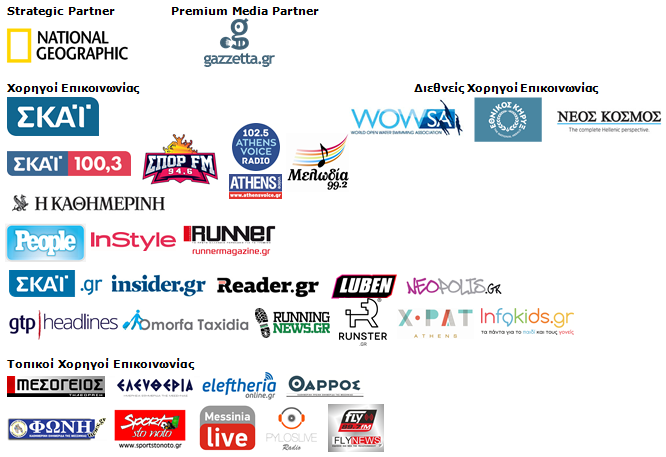 Strategic Partner
Premium Media Partner
NATIONAL
GEOGRAPHIC
gazzetta.gr
Χορηγοί Επικοινωνίας
Διεθνείς Χορηγοί Επικοινωνίας
ΣΚΑΪ
WOWSA
WORLD OPEN WATER SWIMMING ASSOCIATION
ΕΘΝΙΚΟΣ ΚΗΡΥΞ
ΝΕΟΣ ΚΟΣΜΟΣ
The complete Hellenic perspective.
ΣΚΑΪ 100,3
ΣΠΟΡ FM
94,6
102.5
ATHENS
VOICE
RADIO
ATHENS
www.athensvoice.gr
Μελωδία
99.2
Η ΚΑΘΗΜΕΡΙΝΗ
People
InStyle
RUNNER
runnermagazine.gr
ΣΚΑΪ .gr
insider.gr
Reader.gr
LUBEN
NEOPOLIS.GR
gtp headlines
Omorfa Taxidia
RUNNING
NEWS.GR
RUNSTER
.GR
X·PAT
ATHENS
Infokids.gr
τα πάντα για το παιδί και τους γονείς
Τοπικοί Χορηγοί Επικοινωνίας
ΜΕΣΟΓΕΙΟΣ
ΤΗΛΕΟΡΑΣΗ
ΕΛΕΥΘΕΡΙΑ
eleftheria
online.gr
ΘΑΡΡΟΣ
ΦΩΝΗ
Sport
sto noto
www.sportstonoto.gr
Messinia
live
PYLOSLIVE
Radio
fly
FM
FLYNEWS